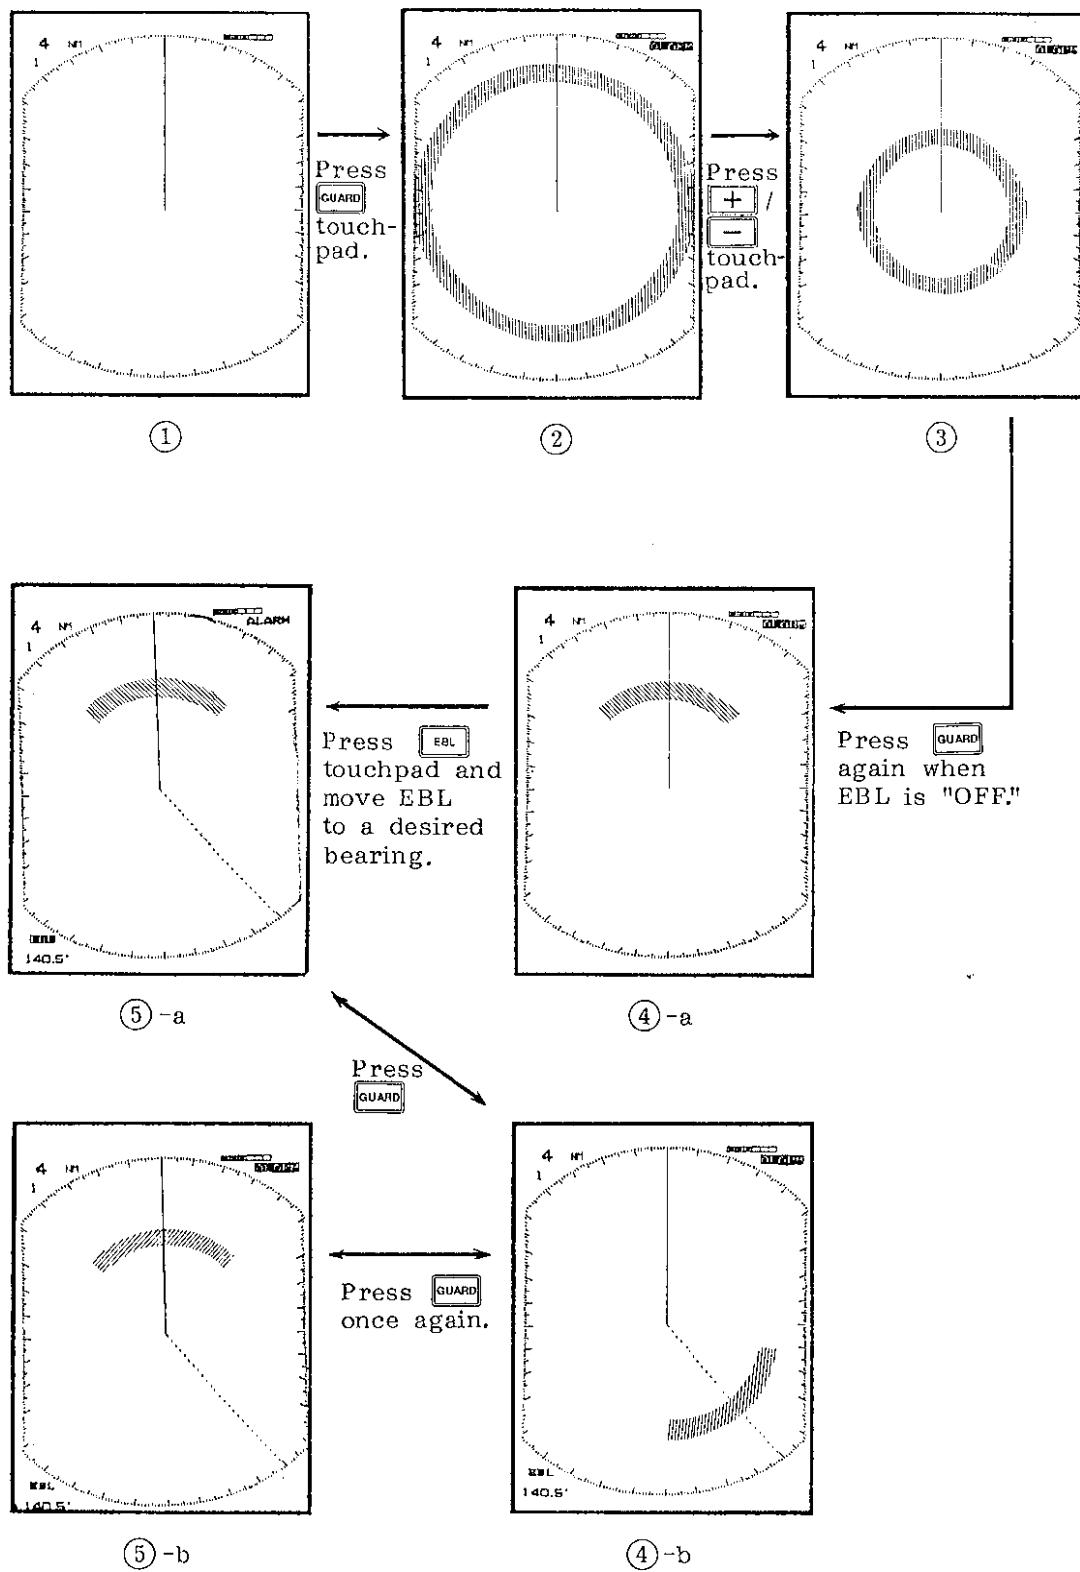 4 NM
1
Press
GUARD
touch-
pad.
4 NM
1
Press
+ /
−
touch-
pad.
4 NM
1
①
②
③
4 NM
1
ALARM
140.5°
Press EBL
touchpad and
move EBL
to a desired
bearing.
4 NM
1
Press GUARD
again when
EBL is "OFF."
⑤-a
④-a
Press
GUARD
4 NM
1
EBL
140.5°
Press GUARD
once again.
4 NM
1
EBL
140.5°
⑤-b
④-b